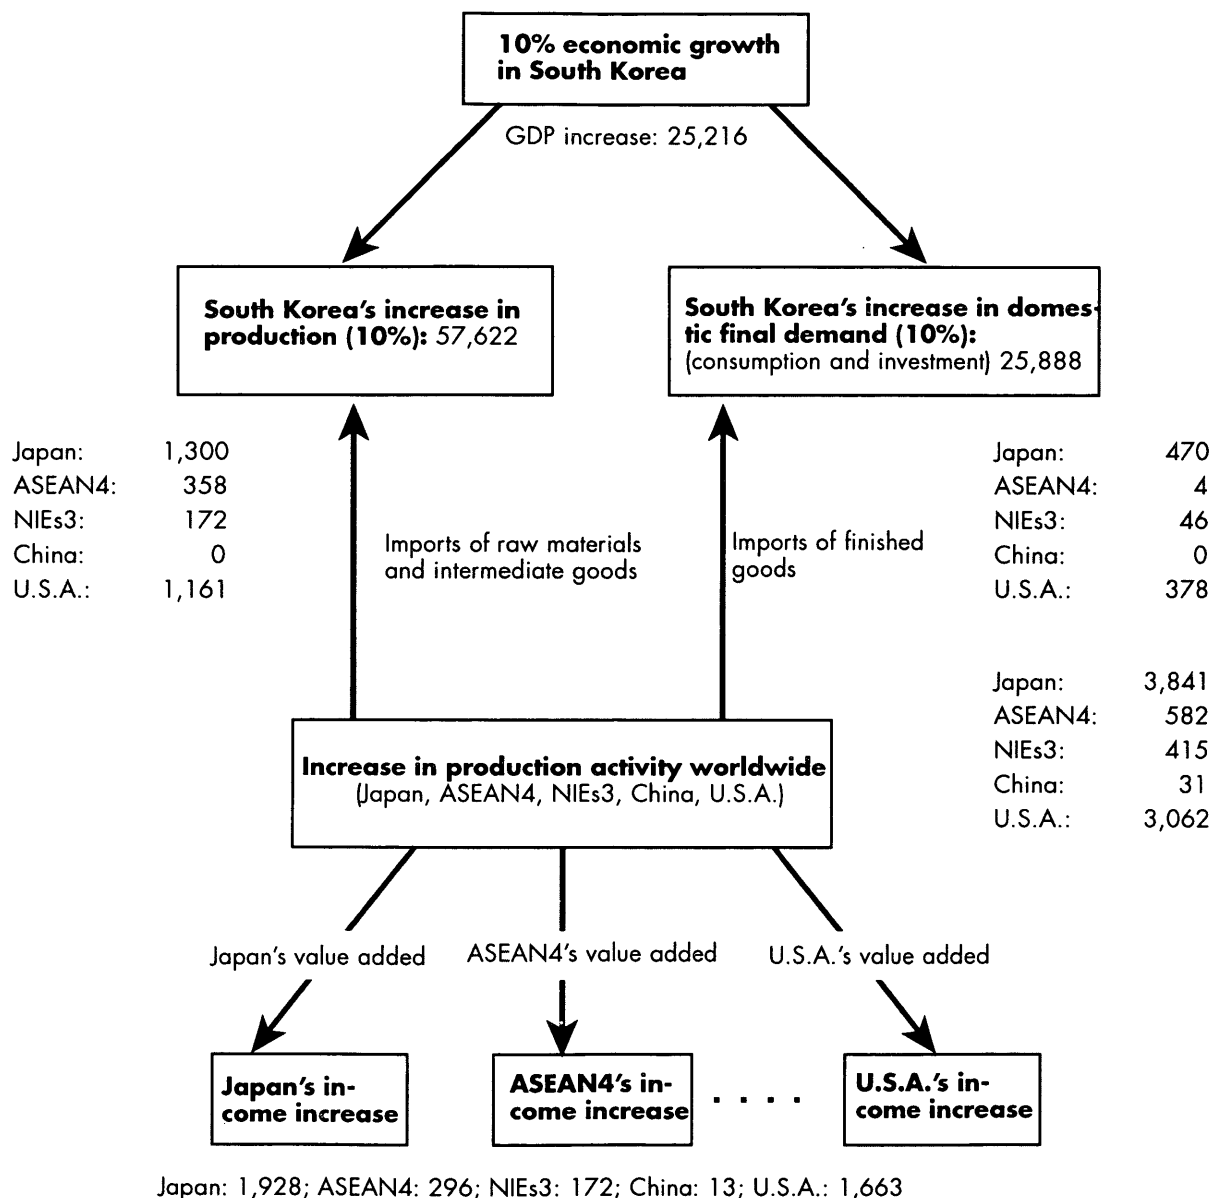 10% economic growth
in South Korea
GDP increase: 25,216
South Korea's increase in
production (10%): 57,622
South Korea's increase in domes-
tic final demand (10%):
(consumption and investment) 25,888
Japan: 1,300
ASEAN4: 358
NIEs3: 172
China: 0
U.S.A.: 1,161
Imports of raw materials
and intermediate goods
Imports of finished
goods
Japan: 470
ASEAN4: 4
NIEs3: 46
China: 0
U.S.A.: 378
Japan: 3,841
ASEAN4: 582
NIEs3: 415
China: 31
U.S.A.: 3,062
Increase in production activity worldwide
(Japan, ASEAN4, NIEs3, China, U.S.A.)
Japan's value added
ASEAN4's value added
U.S.A.'s value added
Japan's in-
come increase
ASEAN4's in-
come increase
. . . .
U.S.A.'s in-
come increase
Japan: 1,928; ASEAN4: 296; NIEs3: 172; China: 13; U.S.A.: 1,663